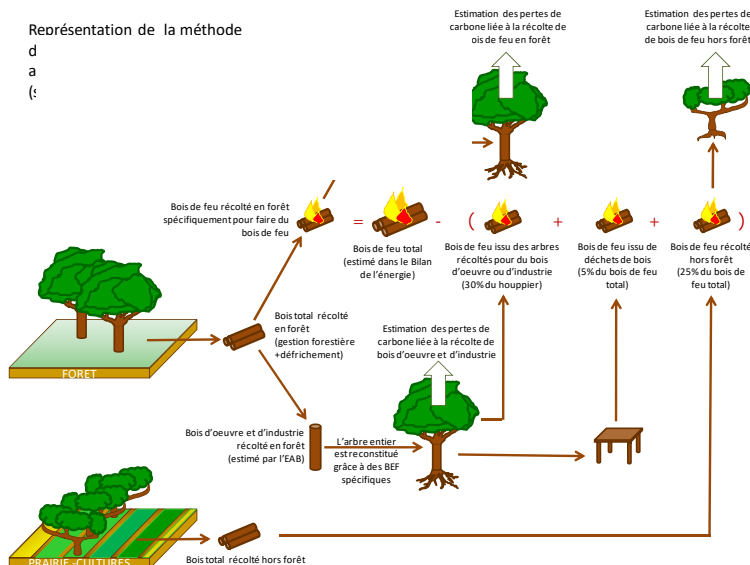 Représentation de la méthode
Estimation des pertes de
carbone liée à la récolte de
bois de feu en forêt
Estimation des pertes de
carbone liée à la récolte
de bois de feu hors forêt
Bois de feu récolté en forêt
spécifiquement pour faire du
bois de feu
= - ( + + )
Bois de feu total
(estimé dans le Bilan
de l'énergie)
Bois de feu issu des arbres
récoltés pour du bois
d'oeuvre ou d'industrie
(30% du houppier)
Bois de feu issu de
déchets de bois
(5% du bois de feu
total)
Bois de feu récolté
hors forêt
(25% du bois de
feu total)
Bois total récolté
en forêt
(gestion forestière
+défrichement)
Estimation des pertes de
carbone liée à la récolte de
bois d'oeuvre et d'industrie
FORET
Bois d'oeuvre et d'industrie
récolté en forêt
(estimé par l'EAB)
L'arbre entier
est reconstitué
grâce à des BEF
spécifiques
PRAIRIE -CULTURES
Bois total récolté hors forêt